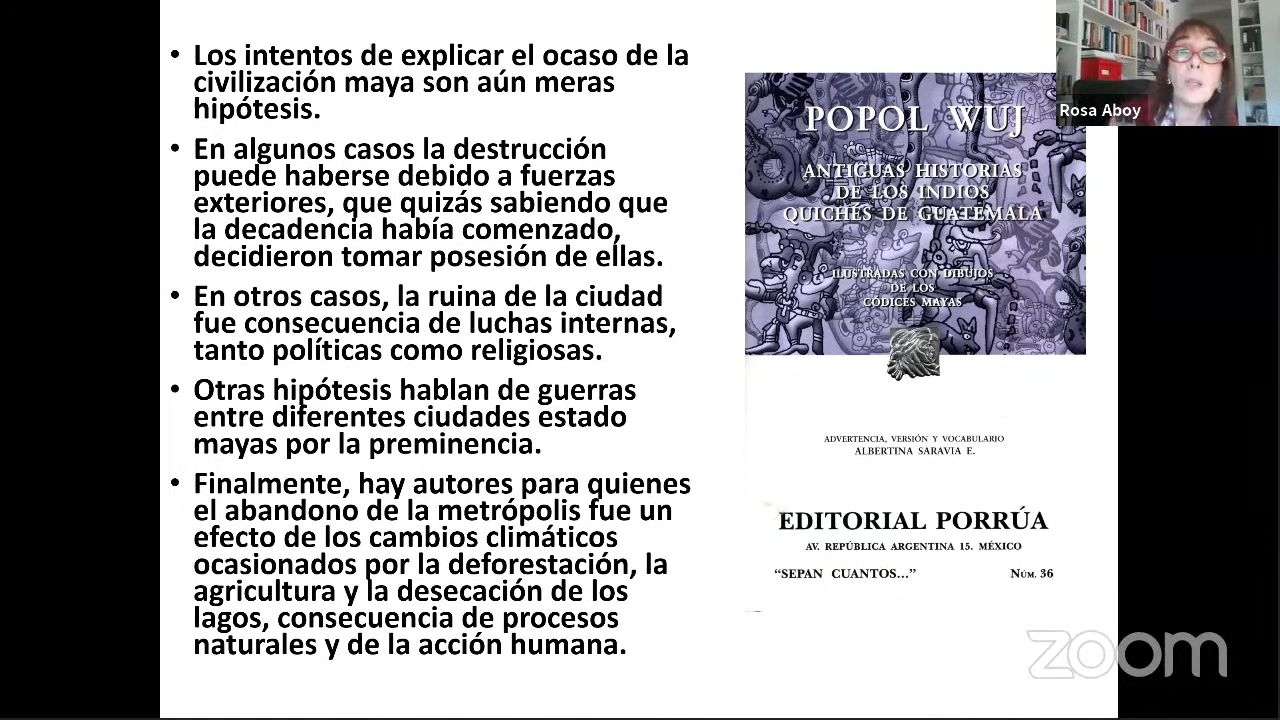 • Los intentos de explicar el ocaso de la
civilización maya son aún meras
hipótesis.
• En algunos casos la destrucción
puede haberse debido a fuerzas
exteriores, que quizás sabiendo que
la decadencia había comenzado,
decidieron tomar posesión de ellas.
• En otros casos, la ruina de la ciudad
fue consecuencia de luchas internas,
tanto políticas como religiosas.
• Otras hipótesis hablan de guerras
entre diferentes ciudades estado
mayas por la preminencia.
• Finalmente, hay autores para quienes
el abandono de la metrópolis fue un
efecto de los cambios climáticos
ocasionados por la deforestación, la
agricultura y la desecación de los
lagos, consecuencia de procesos
naturales y de la acción humana.
POPOL WUJ
ANTIGUAS HISTORIAS
DE LOS INDIOS
QUICHÉS DE GUATEMALA
ILUSTRADAS CON DIBUJOS
DE LOS
CÓDICES MAYAS
ADVERTENCIA, VERSIÓN Y VOCABULARIO
ALBERTINA SARAVIA E.
EDITORIAL PORRÚA
AV. REPÚBLICA ARGENTINA 15. MÉXICO
“SEPAN CUANTOS...” NÚM. 36
Rosa Aboy
zoom